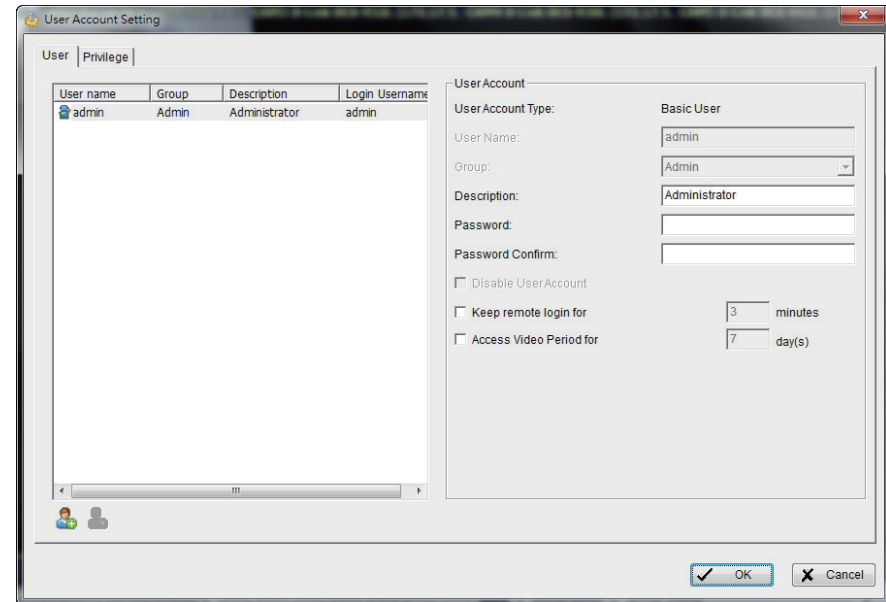 User Account Setting
User Privilege
User name Group Description Login Username
admin Admin Administrator admin
User Account
User Account Type: Basic User
User Name: admin
Group: Admin
Description: Administrator
Password:
Password Confirm:
Disable User Account
Keep remote login for 3 minutes
Access Video Period for 7 day(s)
OK Cancel